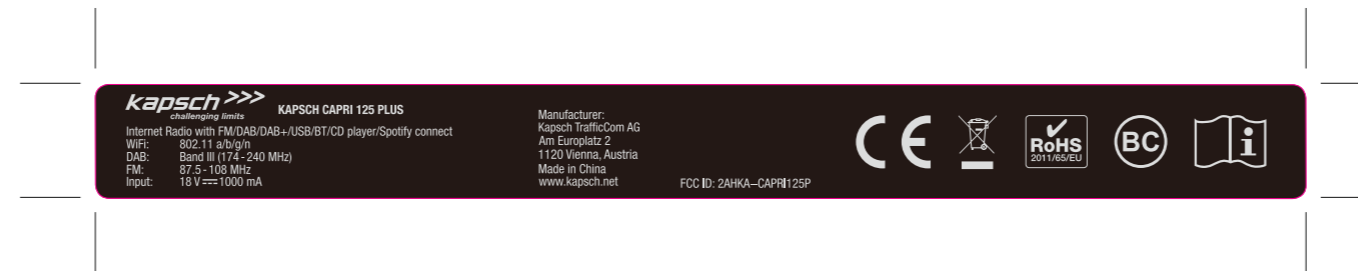 kapsch >>>
challenging limits
KAPSCH CAPRI 125 PLUS
Internet Radio with FM/DAB/DAB+/USB/BT/CD player/Spotify connect
WiFi: 802.11 a/b/g/n
DAB: Band III (174 - 240 MHz)
FM: 87.5 - 108 MHz
Input: 18 V ⎓ 1000 mA
Manufacturer:
Kapsch TrafficCom AG
Am Europlatz 2
1120 Vienna, Austria
Made in China
www.kapsch.net
FCC ID: 2AHKA–CAPRI125P
CE
RoHS
2011/65/EU
BC
i